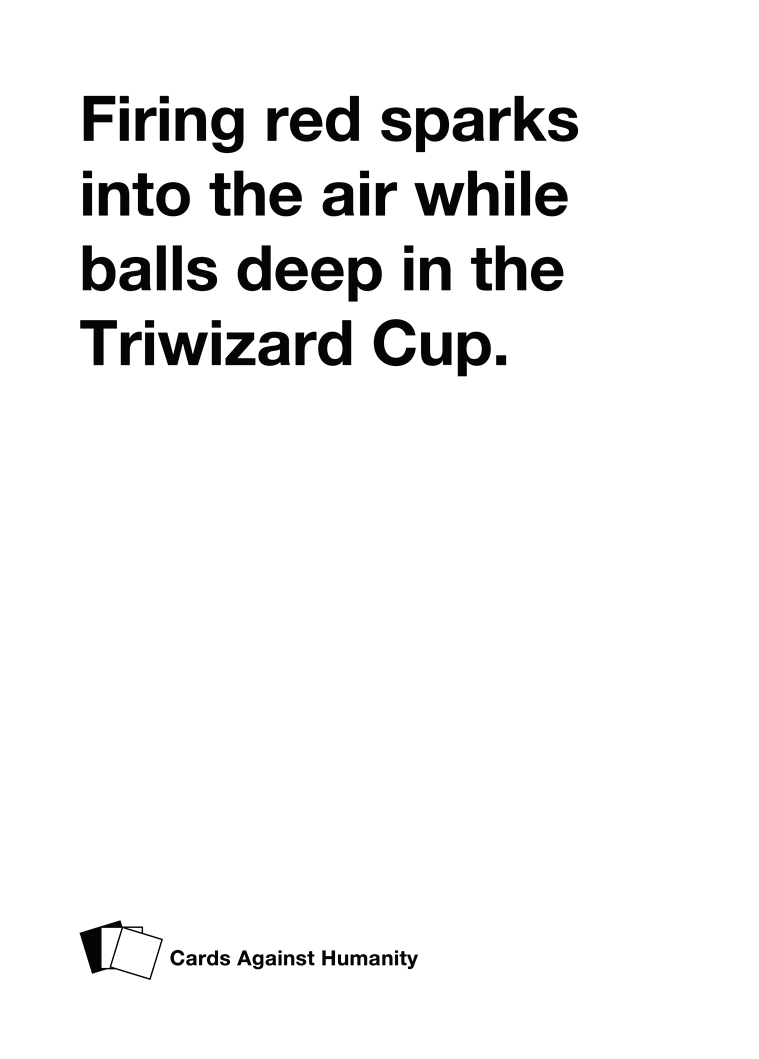 Firing red sparks
into the air while
balls deep in the
Triwizard Cup.
Cards Against Humanity